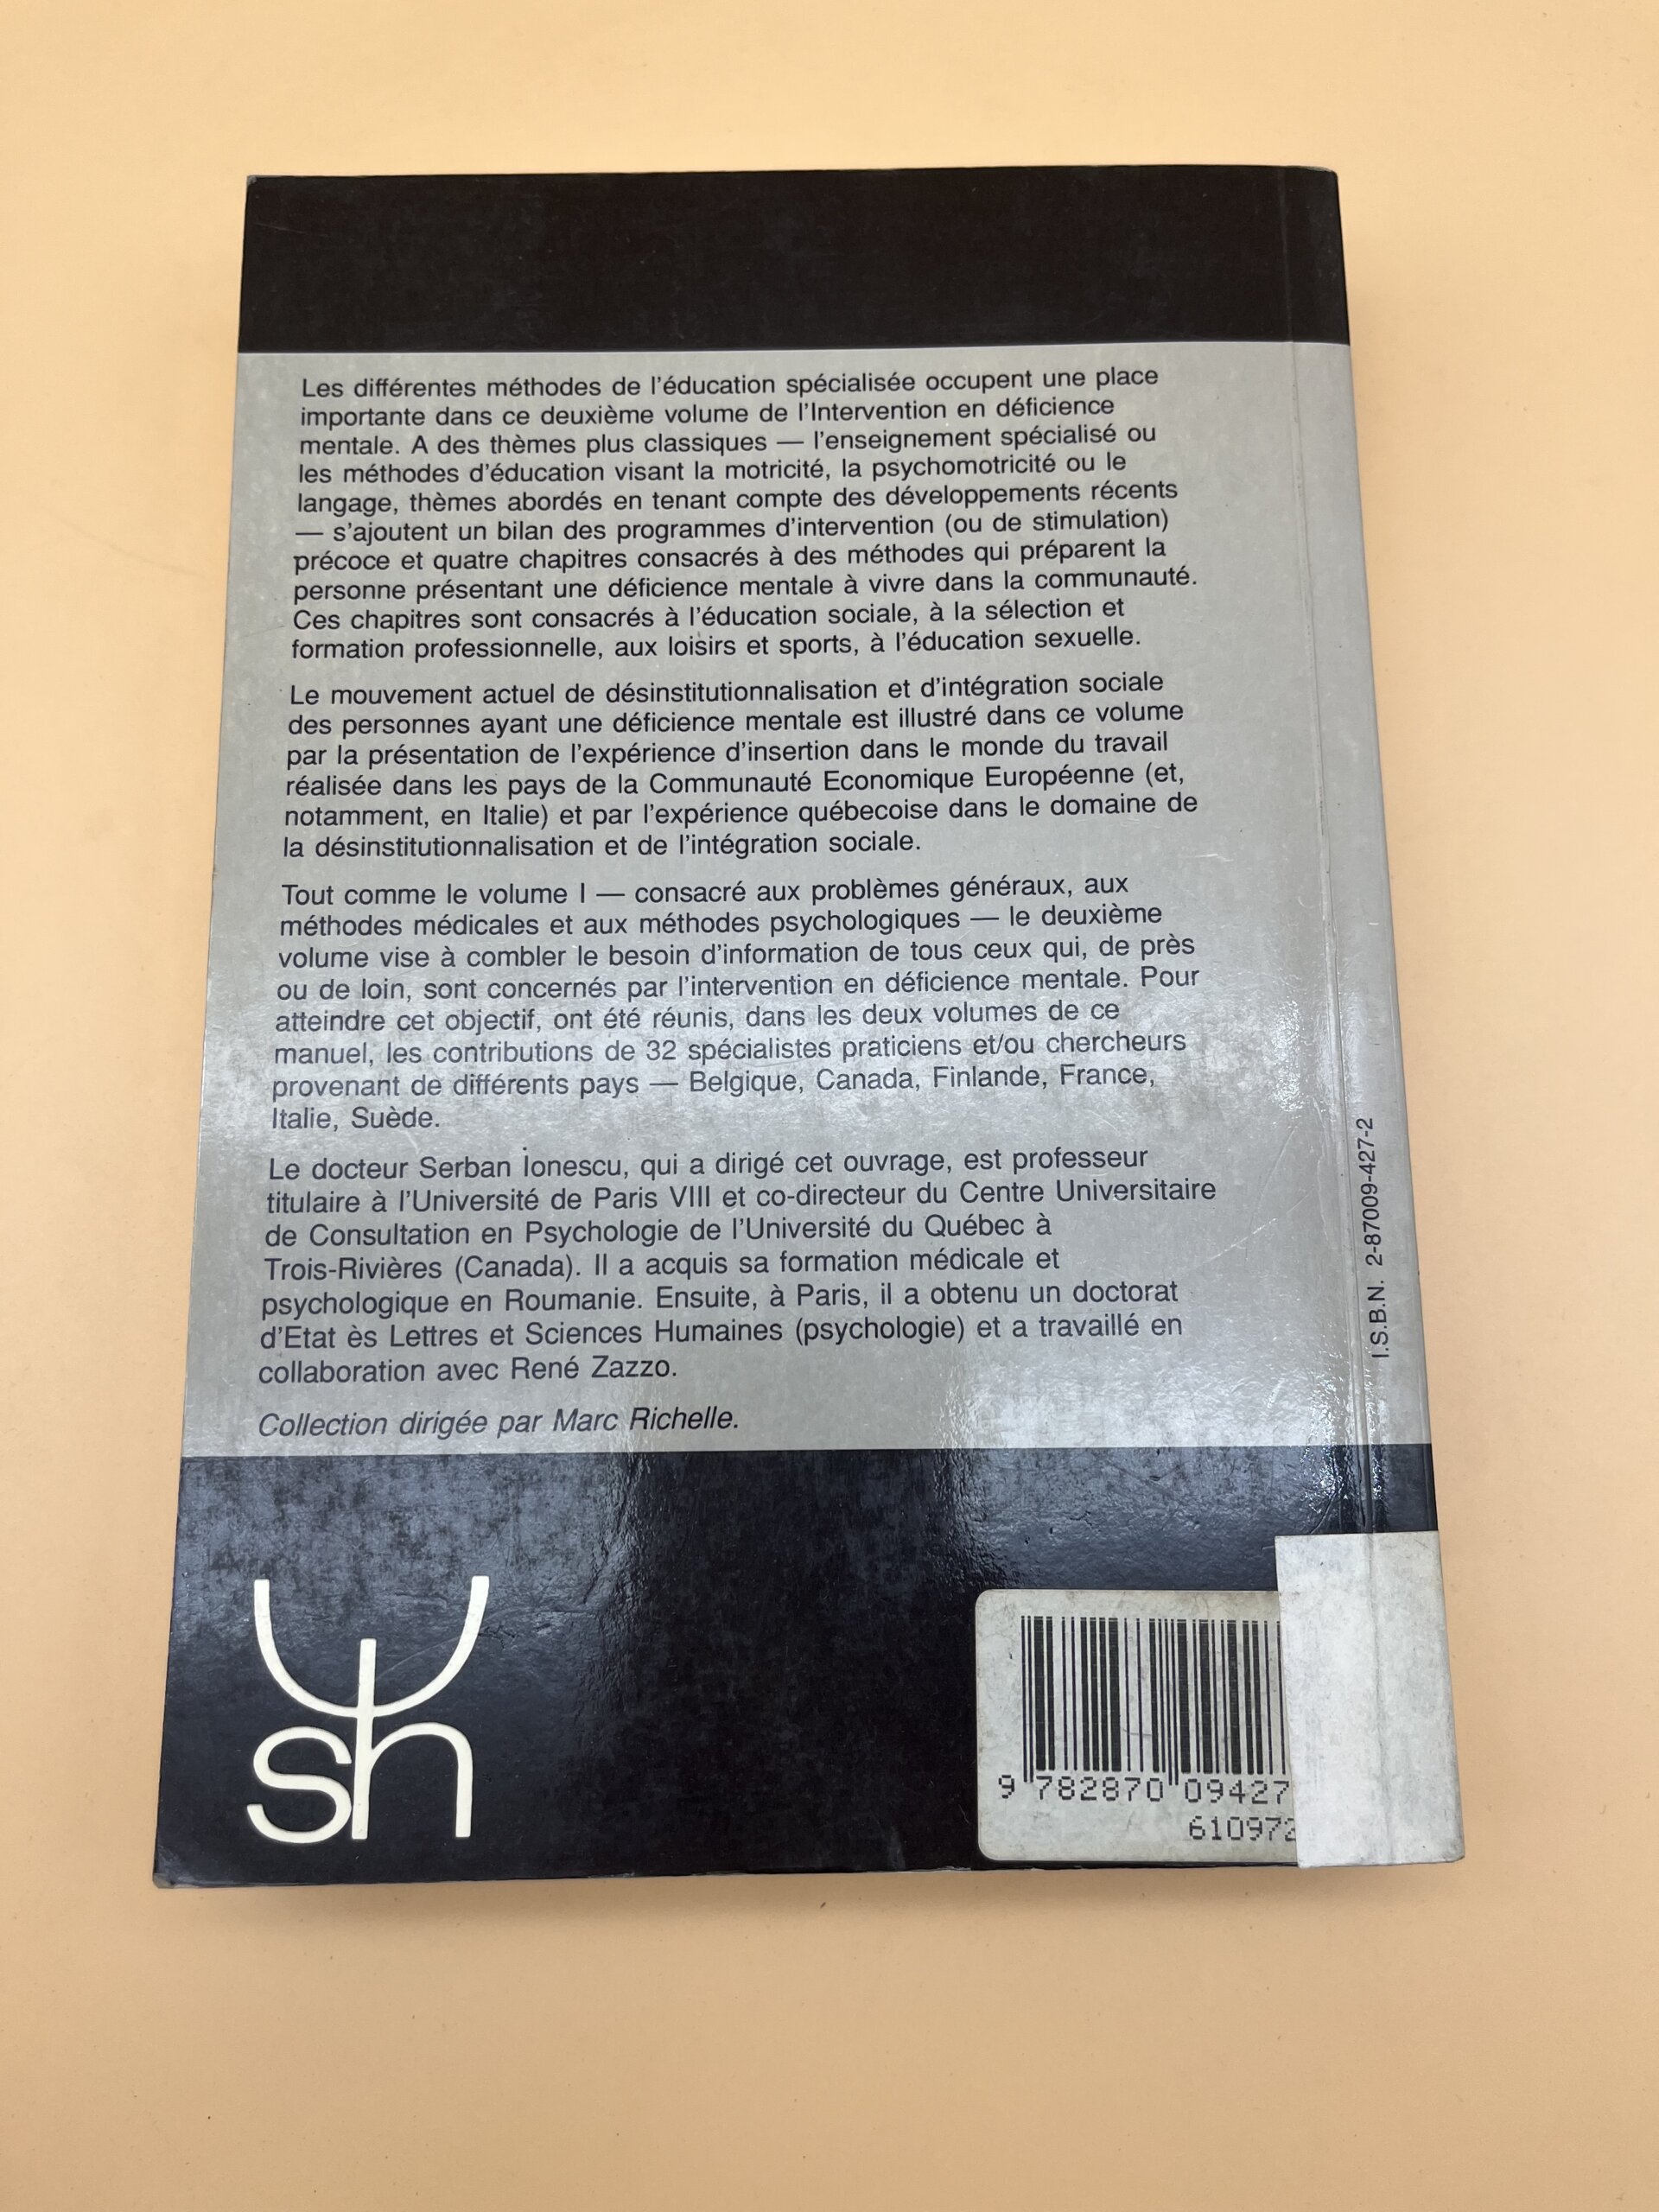 Les différentes méthodes de l'éducation spécialisée occupent une place
importante dans ce deuxième volume de l'Intervention en déficience
mentale. A des thèmes plus classiques — l'enseignement spécialisé ou
les méthodes d'éducation visant la motricité, la psychomotricité ou le
langage, thèmes abordés en tenant compte des développements récents
— s'ajoutent un bilan des programmes d'intervention (ou de stimulation)
précoce et quatre chapitres consacrés à des méthodes qui préparent la
personne présentant une déficience mentale à vivre dans la communauté.
Ces chapitres sont consacrés à l'éducation sociale, à la sélection et
formation professionnelle, aux loisirs et sports, à l'éducation sexuelle.
Le mouvement actuel de désinstitutionnalisation et d'intégration sociale
des personnes ayant une déficience mentale est illustré dans ce volume
par la présentation de l'expérience d'insertion dans le monde du travail
réalisée dans les pays de la Communauté Economique Européenne (et,
notamment, en Italie) et par l'expérience québecoise dans le domaine de
la désinstitutionnalisation et de l'intégration sociale.
Tout comme le volume I — consacré aux problèmes généraux, aux
méthodes médicales et aux méthodes psychologiques — le deuxième
volume vise à combler le besoin d'information de tous ceux qui, de près
ou de loin, sont concernés par l'intervention en déficience mentale. Pour
atteindre cet objectif, ont été réunis, dans les deux volumes de ce
manuel, les contributions de 32 spécialistes praticiens et/ou chercheurs
provenant de différents pays — Belgique, Canada, Finlande, France,
Italie, Suède.
Le docteur Serban Ionescu, qui a dirigé cet ouvrage, est professeur
titulaire à l'Université de Paris VIII et co-directeur du Centre Universitaire
de Consultation en Psychologie de l'Université du Québec à
Trois-Rivières (Canada). Il a acquis sa formation médicale et
psychologique en Roumanie. Ensuite, à Paris, il a obtenu un doctorat
d'Etat ès Lettres et Sciences Humaines (psychologie) et a travaillé en
collaboration avec René Zazzo.
Collection dirigée par Marc Richelle.
I.S.B.N. 2-87009-427-2
sh
9 782870 09427
610972